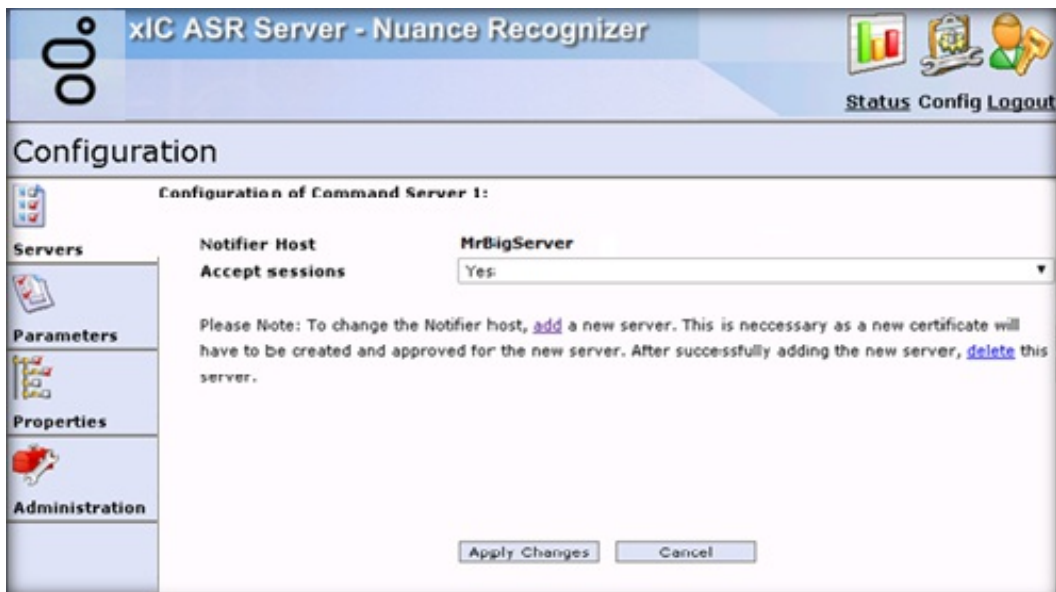 xIC ASR Server - Nuance Recognizer
Status Config Logout
Configuration
Servers
Parameters
Properties
Administration
Configuration of Command Server 1:
Notifier Host MrBigServer
Accept sessions Yes
Please Note: To change the Notifier host, add a new server. This is neccessary as a new certificate will
have to be created and approved for the new server. After successfully adding the new server, delete this
server.
Apply Changes Cancel